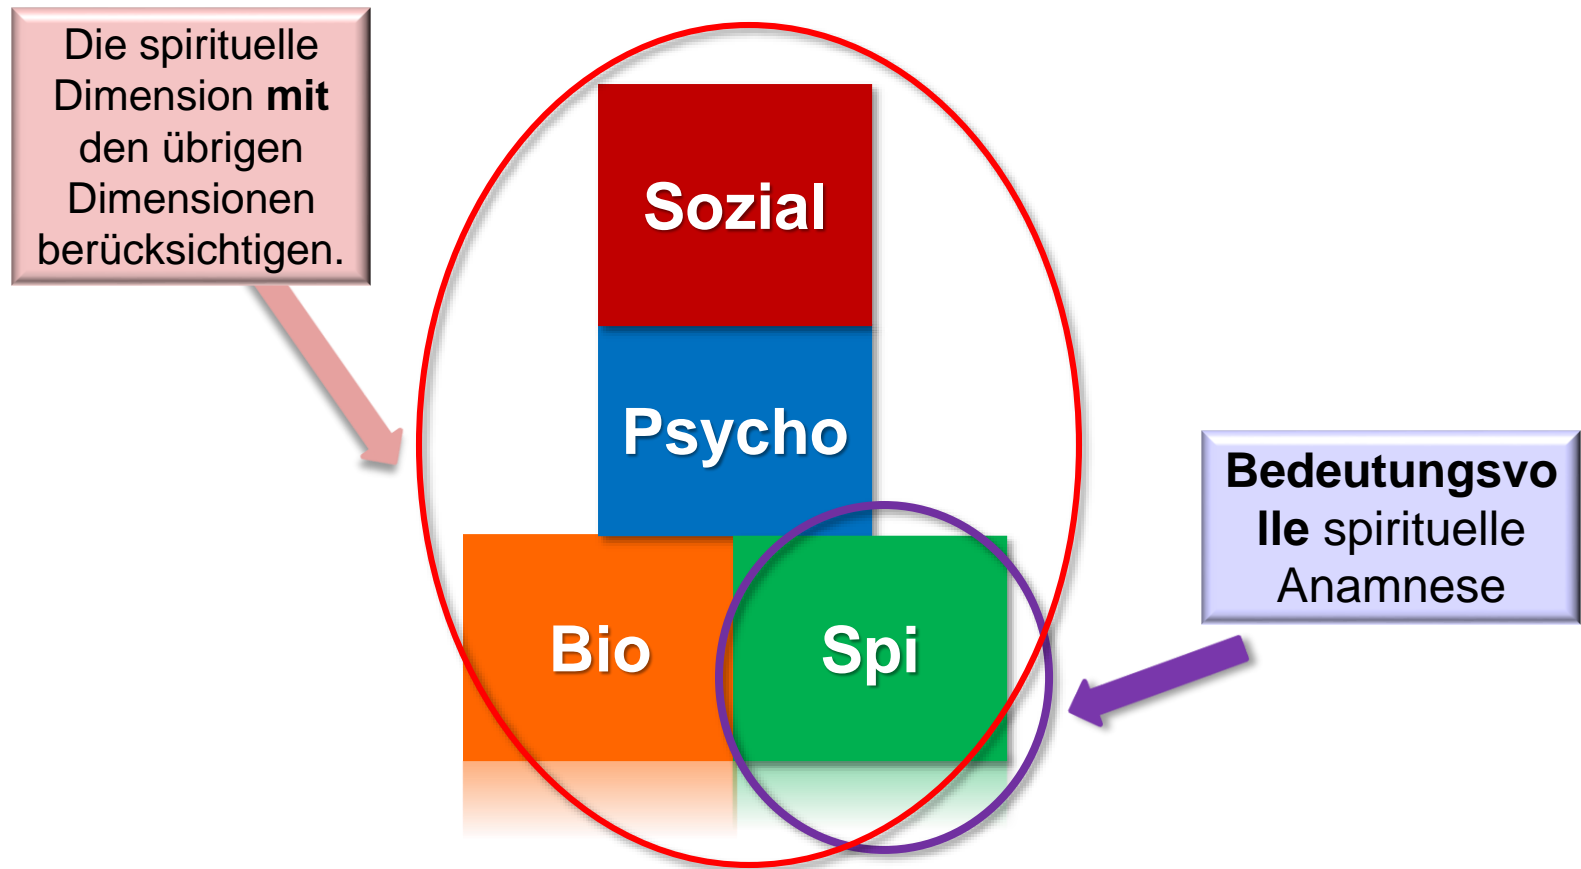 Die spirituelle
Dimension mit
den übrigen
Dimensionen
berücksichtigen.
Sozial
Psycho
Bio
Spi
Bedeutungsvo
lle spirituelle
Anamnese